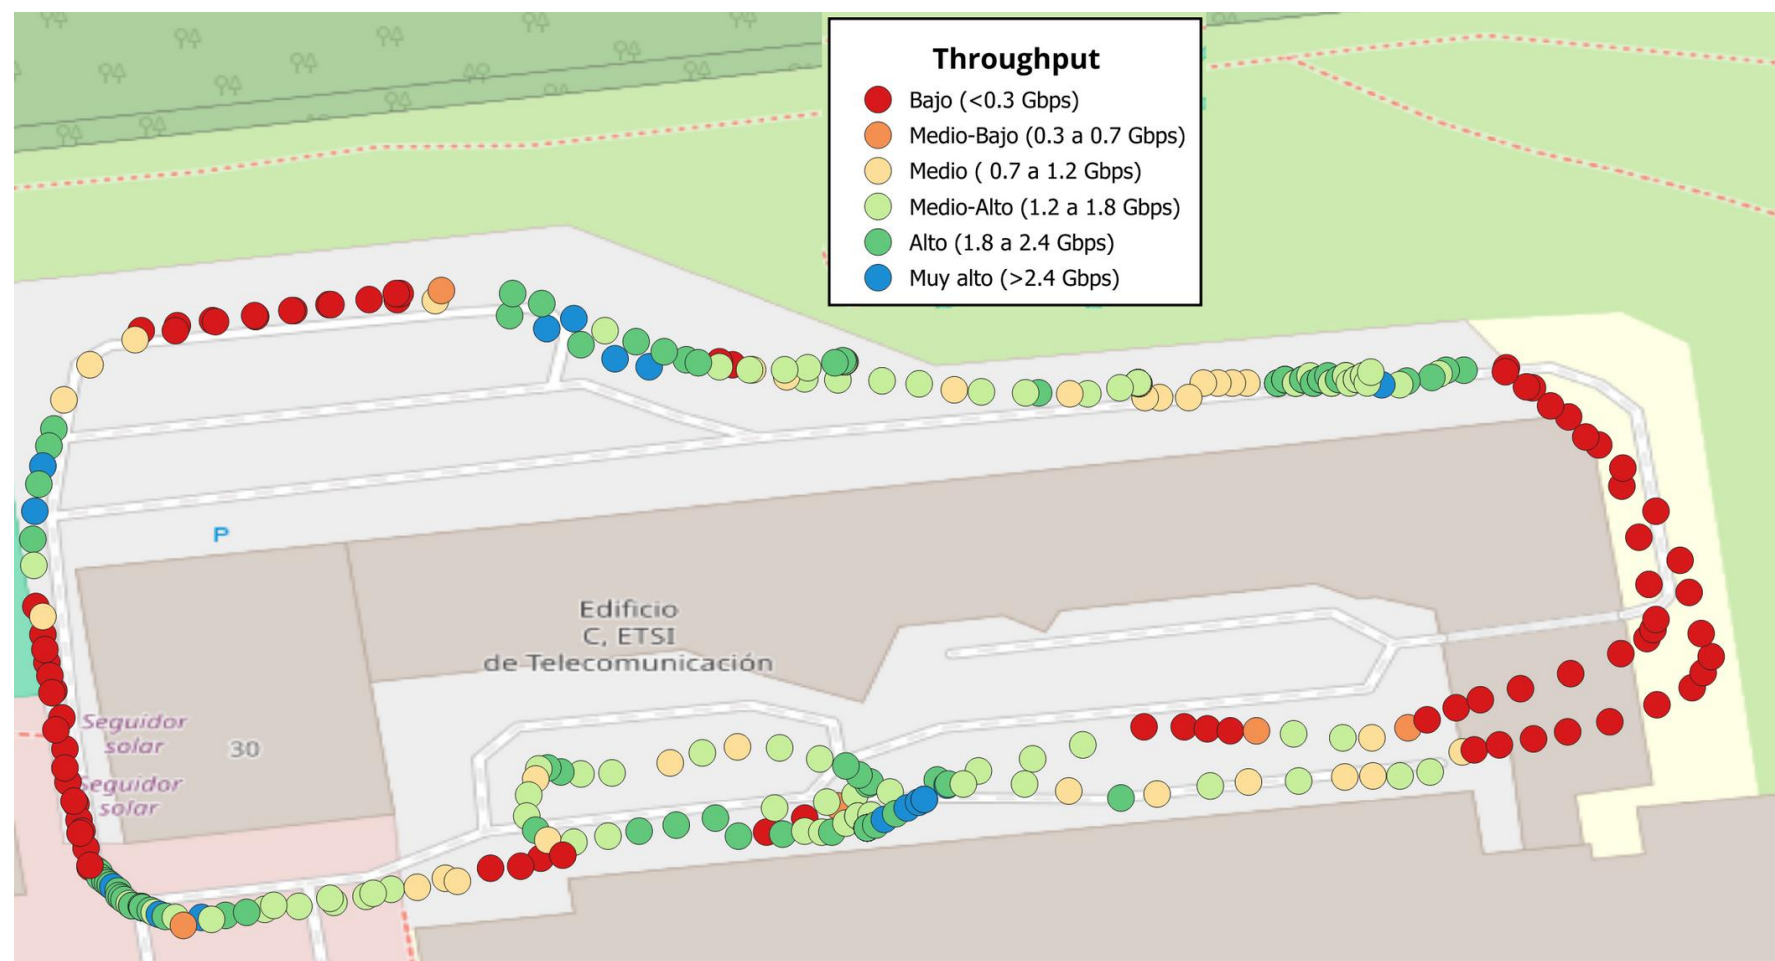 Throughput
Bajo (<0.3 Gbps)
Medio-Bajo (0.3 a 0.7 Gbps)
Medio ( 0.7 a 1.2 Gbps)
Medio-Alto (1.2 a 1.8 Gbps)
Alto (1.8 a 2.4 Gbps)
Muy alto (>2.4 Gbps)
P
Edificio
C, ETSI
de Telecomunicación
Seguidor
solar
30
Seguidor
solar